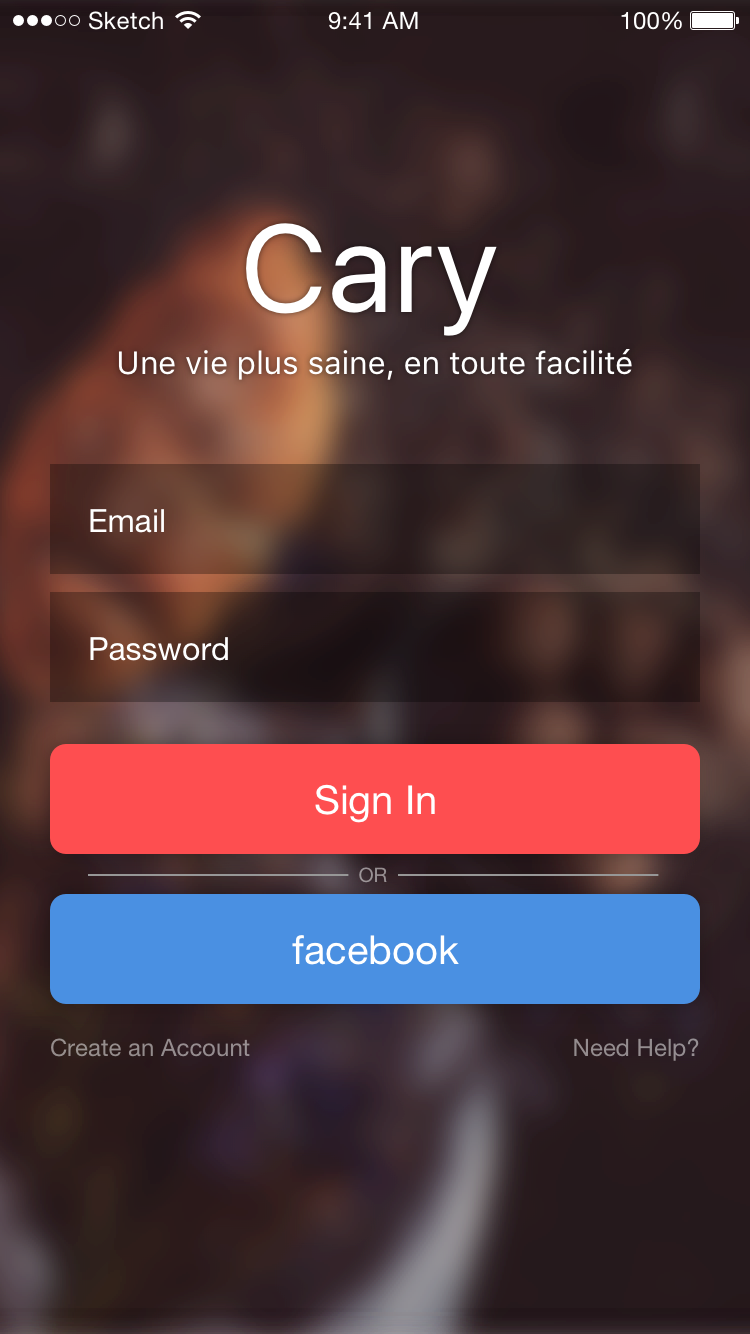 Sketch 9:41 AM 100%
Cary
Une vie plus saine, en toute facilité
Email
Password
Sign In
OR
facebook
Create an Account Need Help?